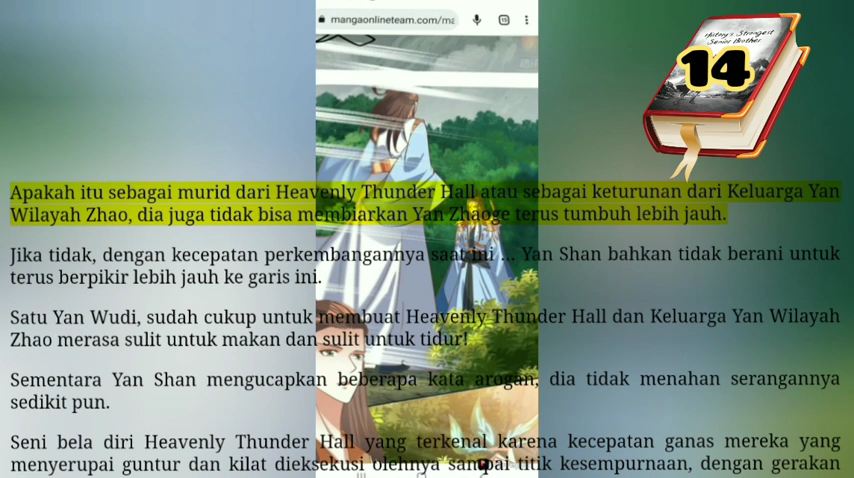 mangaonlineteam.com/ma
History's Strongest
Senior Brother
14
Apakah itu sebagai murid dari Heavenly Thunder Hall atau sebagai keturunan dari Keluarga Yan
Wilayah Zhao, dia juga tidak bisa membiarkan Yan Zhaoge terus tumbuh lebih jauh.
Jika tidak, dengan kecepatan perkembangannya saat ini ... Yan Shan bahkan tidak berani untuk
terus berpikir lebih jauh ke garis ini.
Satu Yan Wudi, sudah cukup untuk membuat Heavenly Thunder Hall dan Keluarga Yan Wilayah
Zhao merasa sulit untuk makan dan sulit untuk tidur!
Sementara Yan Shan mengucapkan beberapa kata arogan, dia tidak menahan serangannya
sedikit pun.
Seni bela diri Heavenly Thunder Hall yang terkenal karena kecepatan ganas mereka yang
menyerupai guntur dan kilat dieksekusi olehnya sampai titik kesempurnaan, dengan gerakan